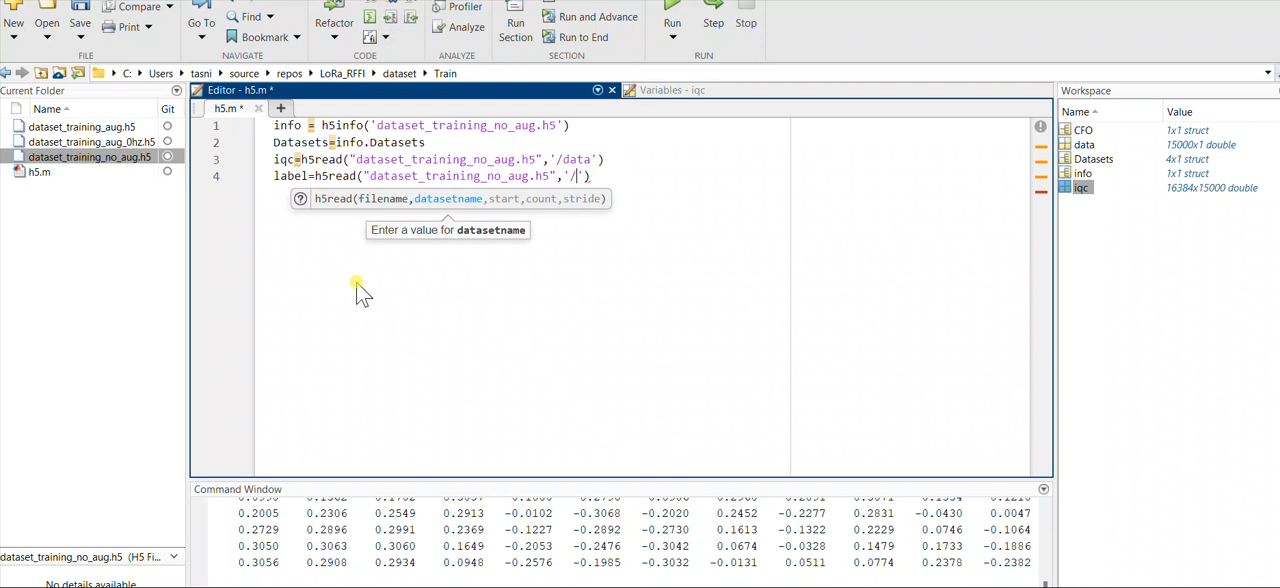 New Open Save Compare Print Go To Find Bookmark Refactor Profiler Analyze Run Section Run and Advance Run to End Run Step Stop
FILE NAVIGATE CODE ANALYZE SECTION RUN
C: Users tasni source repos LoRa_RFFI dataset Train
Current Folder
Name Git
dataset_training_aug.h5
dataset_training_aug_0hz.h5
dataset_training_no_aug.h5
h5.m
dataset_training_no_aug.h5 (H5 Fi...
No details available
Editor - h5.m *
Variables - iqc
h5.m * +
1 info = h5info('dataset_training_no_aug.h5')
2 Datasets=info.Datasets
3 iqc=h5read("dataset_training_no_aug.h5",'/data')
4 label=h5read("dataset_training_no_aug.h5",'/')
h5read(filename,datasetname,start,count,stride)
Enter a value for datasetname
Command Window
0.2005 0.2306 0.2549 0.2913 -0.0102 -0.3068 -0.2020 0.2452 -0.2277 0.2831 -0.0430 0.0047
0.2729 0.2896 0.2991 0.2369 -0.1227 -0.2892 -0.2730 0.1613 -0.1322 0.2229 0.0746 -0.1064
0.3050 0.3063 0.3060 0.1649 -0.2053 -0.2476 -0.3042 0.0674 -0.0328 0.1479 0.1733 -0.1886
0.3056 0.2908 0.2934 0.0948 -0.2576 -0.1985 -0.3032 -0.0131 0.0511 0.0774 0.2378 -0.2382
Workspace
Name Value
CFO 1x1 struct
data 15000x1 double
Datasets 4x1 struct
info 1x1 struct
iqc 16384x15000 double